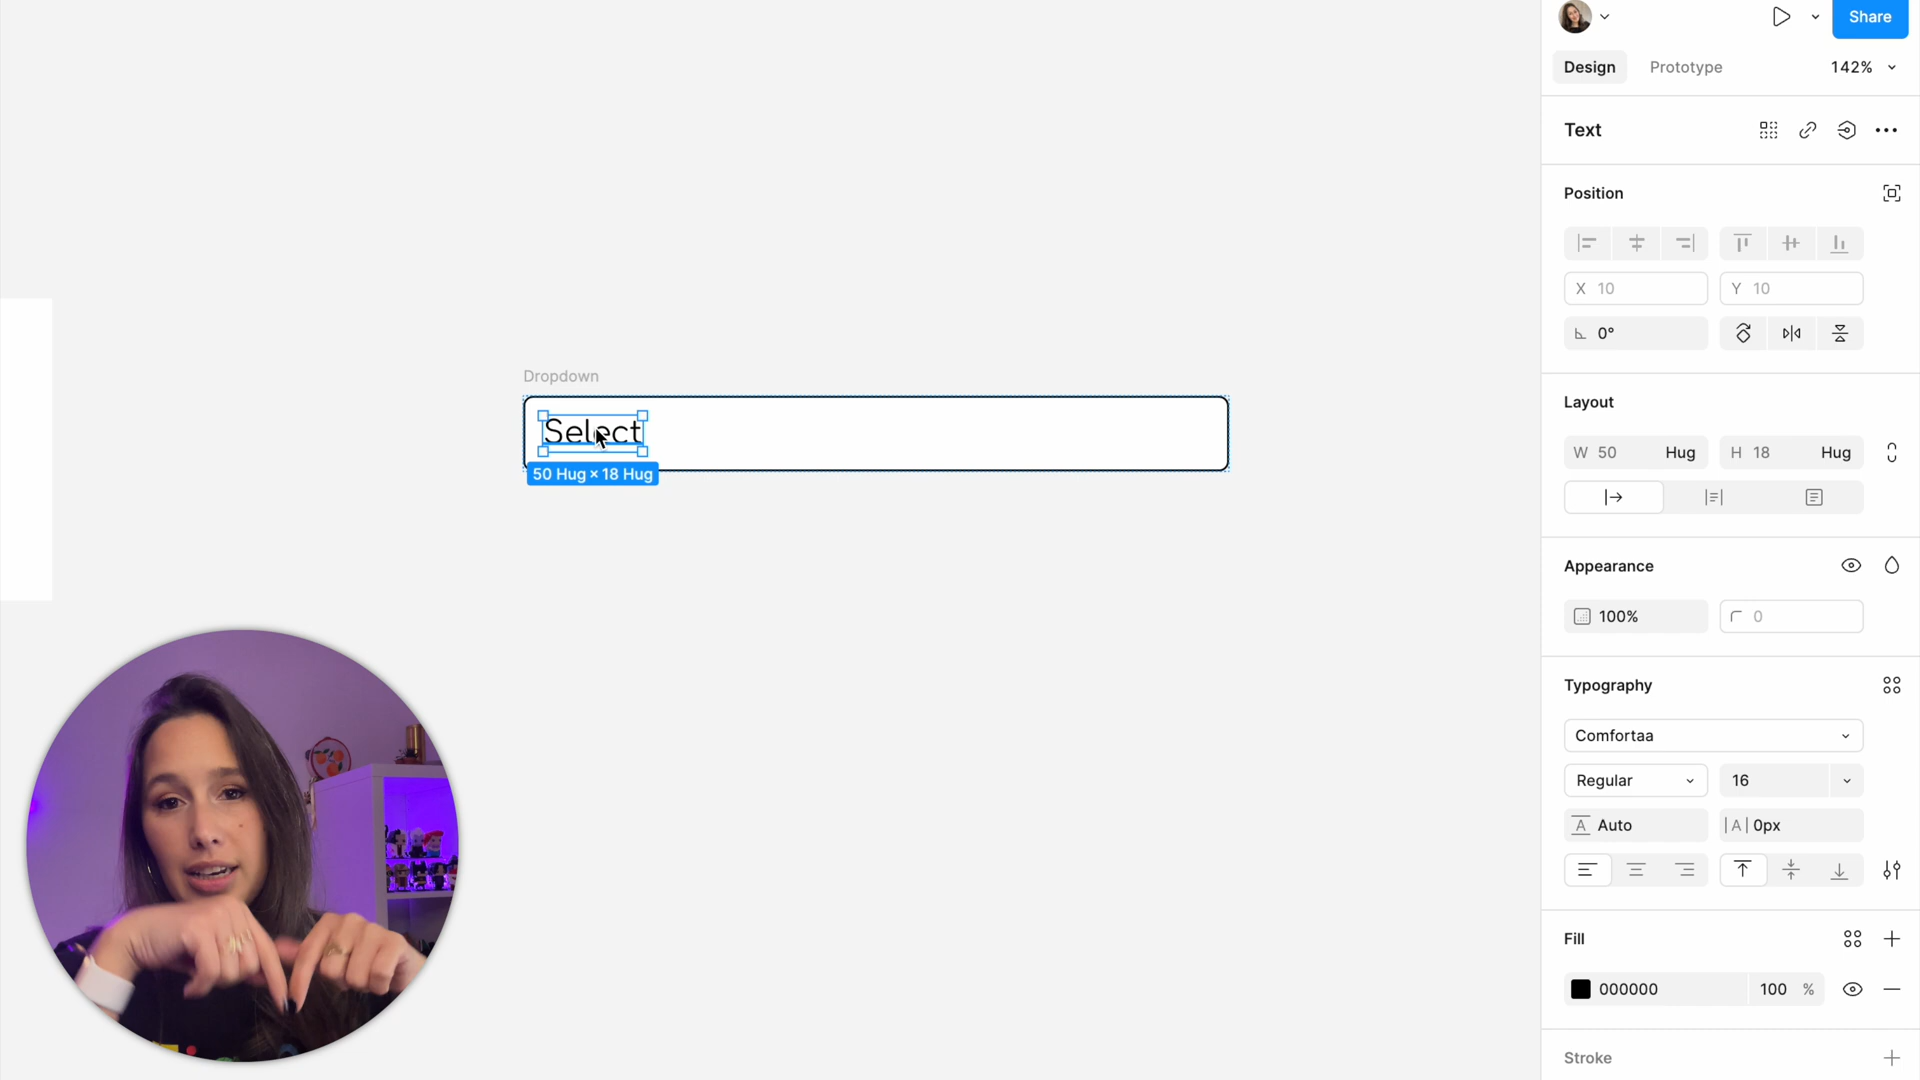 Share
Design
Prototype
142%
Text
Position
X 10
Y 10
0°
Dropdown
Layout
Select
W 50 Hug
H 18 Hug
50 Hug × 18 Hug
Appearance
100%
0
Typography
Comfortaa
Regular
16
A Auto
|A| 0px
Fill
000000
100 %
Stroke